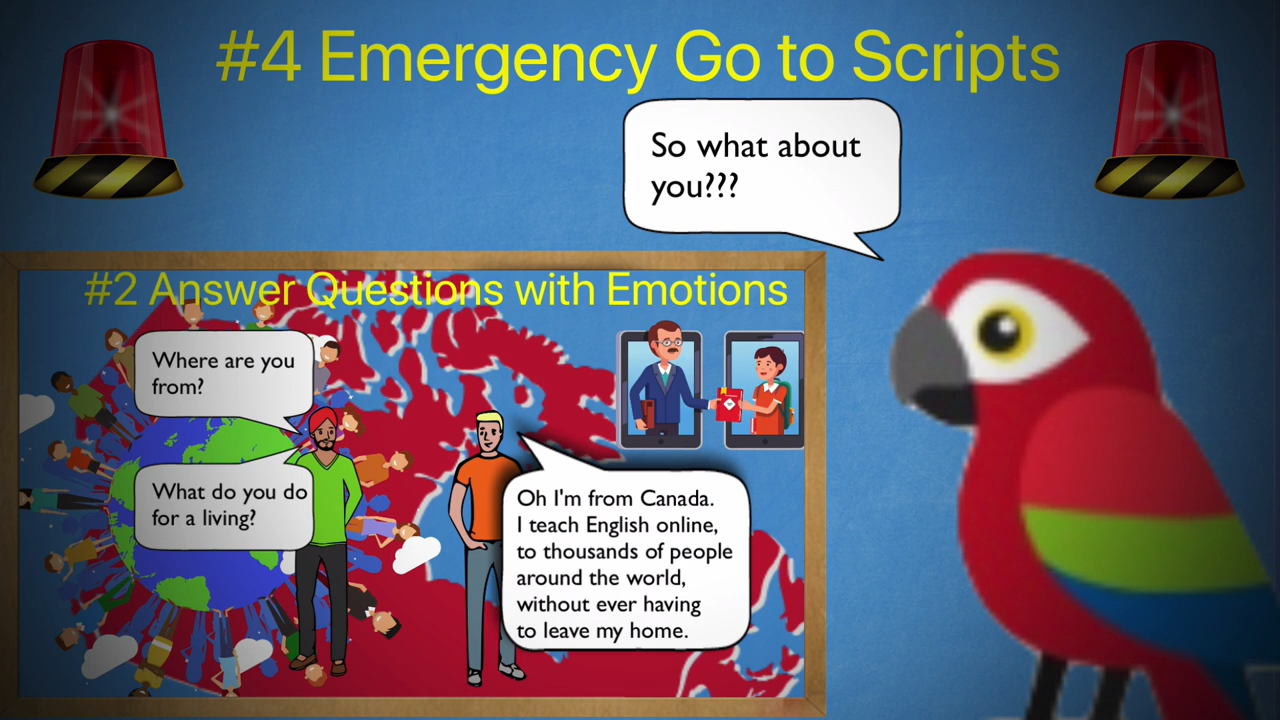 #4 Emergency Go to Scripts
So what about
you???
#2 Answer Questions with Emotions
Where are you
from?
What do you do
for a living?
Oh I'm from Canada.
I teach English online,
to thousands of people
around the world,
without ever having
to leave my home.